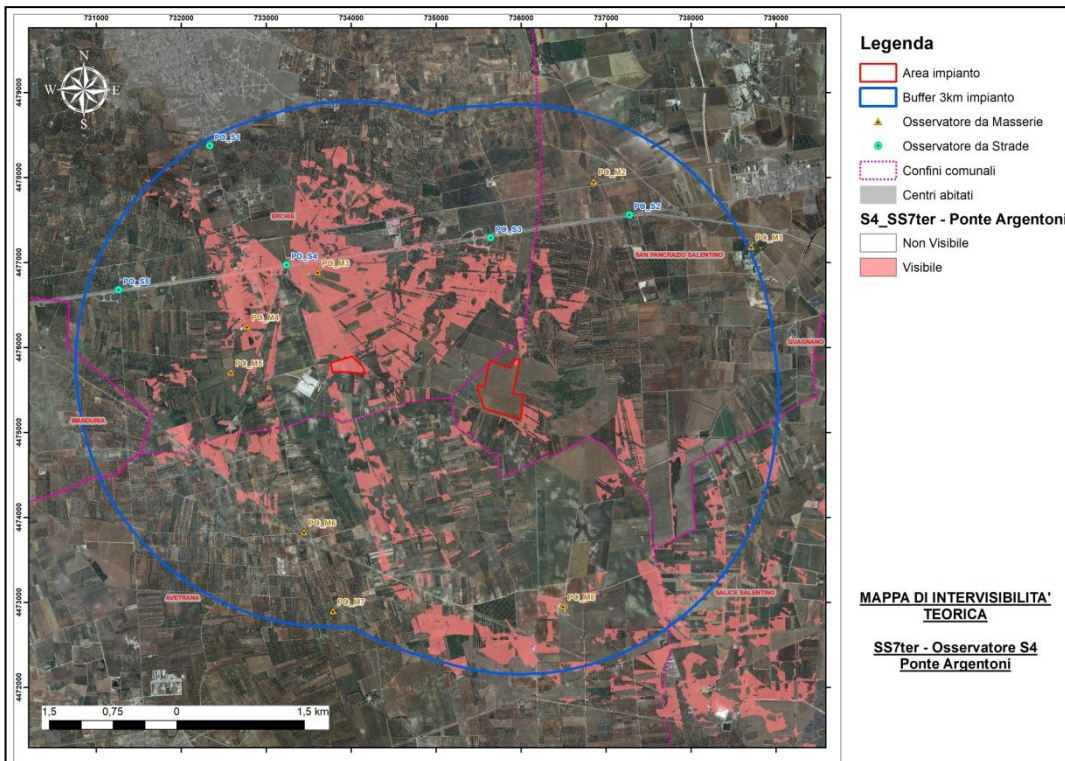 731000 732000 733000 734000 735000 736000 737000 738000 739000
4479000
4478000
4477000
4476000
4475000
4474000
4473000
4472000
N
W E
S
PO_S1
PO_M2
ERCHIE
PO_S2
PO_S3
PO_M1
SAN PANCRAZIO SALENTINO
PO_S4
PO_M3
PO_S5
PO_M4
GUAGNANO
PO_M5
MANDURIA
PO_M6
AVETRANA
PO_M7
PO_M8
SALICE SALENTINO
1,5 0,75 0 1,5 km
Legenda
Area impianto
Buffer 3km impianto
Osservatore da Masserie
Osservatore da Strade
Confini comunali
Centri abitati
S4_SS7ter - Ponte Argentoni
Non Visibile
Visibile
MAPPA DI INTERVISIBILITA'
TEORICA
SS7ter - Osservatore S4
Ponte Argentoni